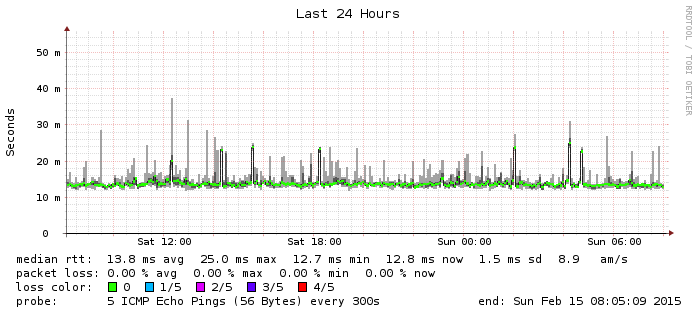 Last 24 Hours
RRDTOOL / TOBI OETIKER
Seconds
50 m
40 m
30 m
20 m
10 m
0
Sat 12:00 Sat 18:00 Sun 00:00 Sun 06:00
median rtt: 13.8 ms avg 25.0 ms max 12.7 ms min 12.8 ms now 1.5 ms sd 8.9 am/s
packet loss: 0.00 % avg 0.00 % max 0.00 % min 0.00 % now
loss color: 0 1/5 2/5 3/5 4/5
probe: 5 ICMP Echo Pings (56 Bytes) every 300s end: Sun Feb 15 08:05:09 2015